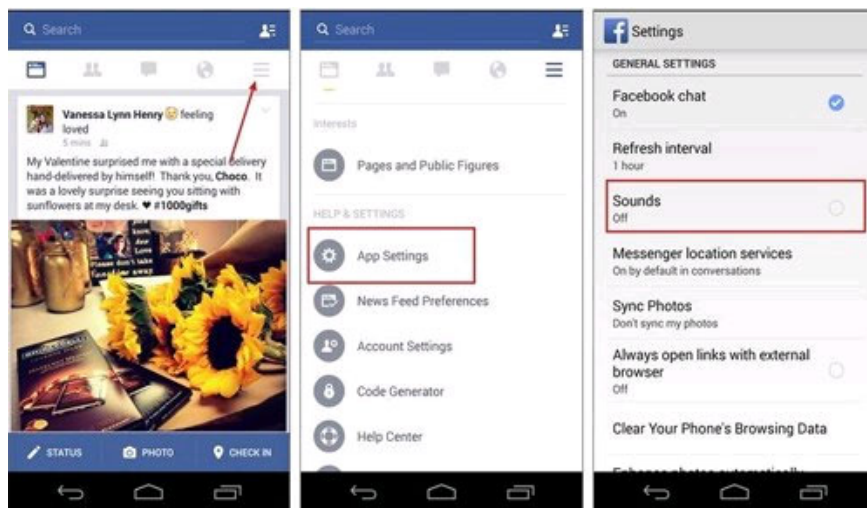 Search
Vanessa Lynn Henry feeling
loved
5 mins
My Valentine surprised me with a special delivery
hand-delivered by himself! Thank you, Choco. It
was a lovely surprise seeing you sitting with
sunflowers at my desk. ♥ #1000gifts
STATUS
PHOTO
CHECK IN
Search
Interests
Pages and Public Figures
HELP & SETTINGS
App Settings
News Feed Preferences
Account Settings
Code Generator
Help Center
Settings
GENERAL SETTINGS
Facebook chat
On
Refresh interval
1 hour
Sounds
Off
Messenger location services
On by default in conversations
Sync Photos
Don't sync my photos
Always open links with external
browser
Off
Clear Your Phone's Browsing Data